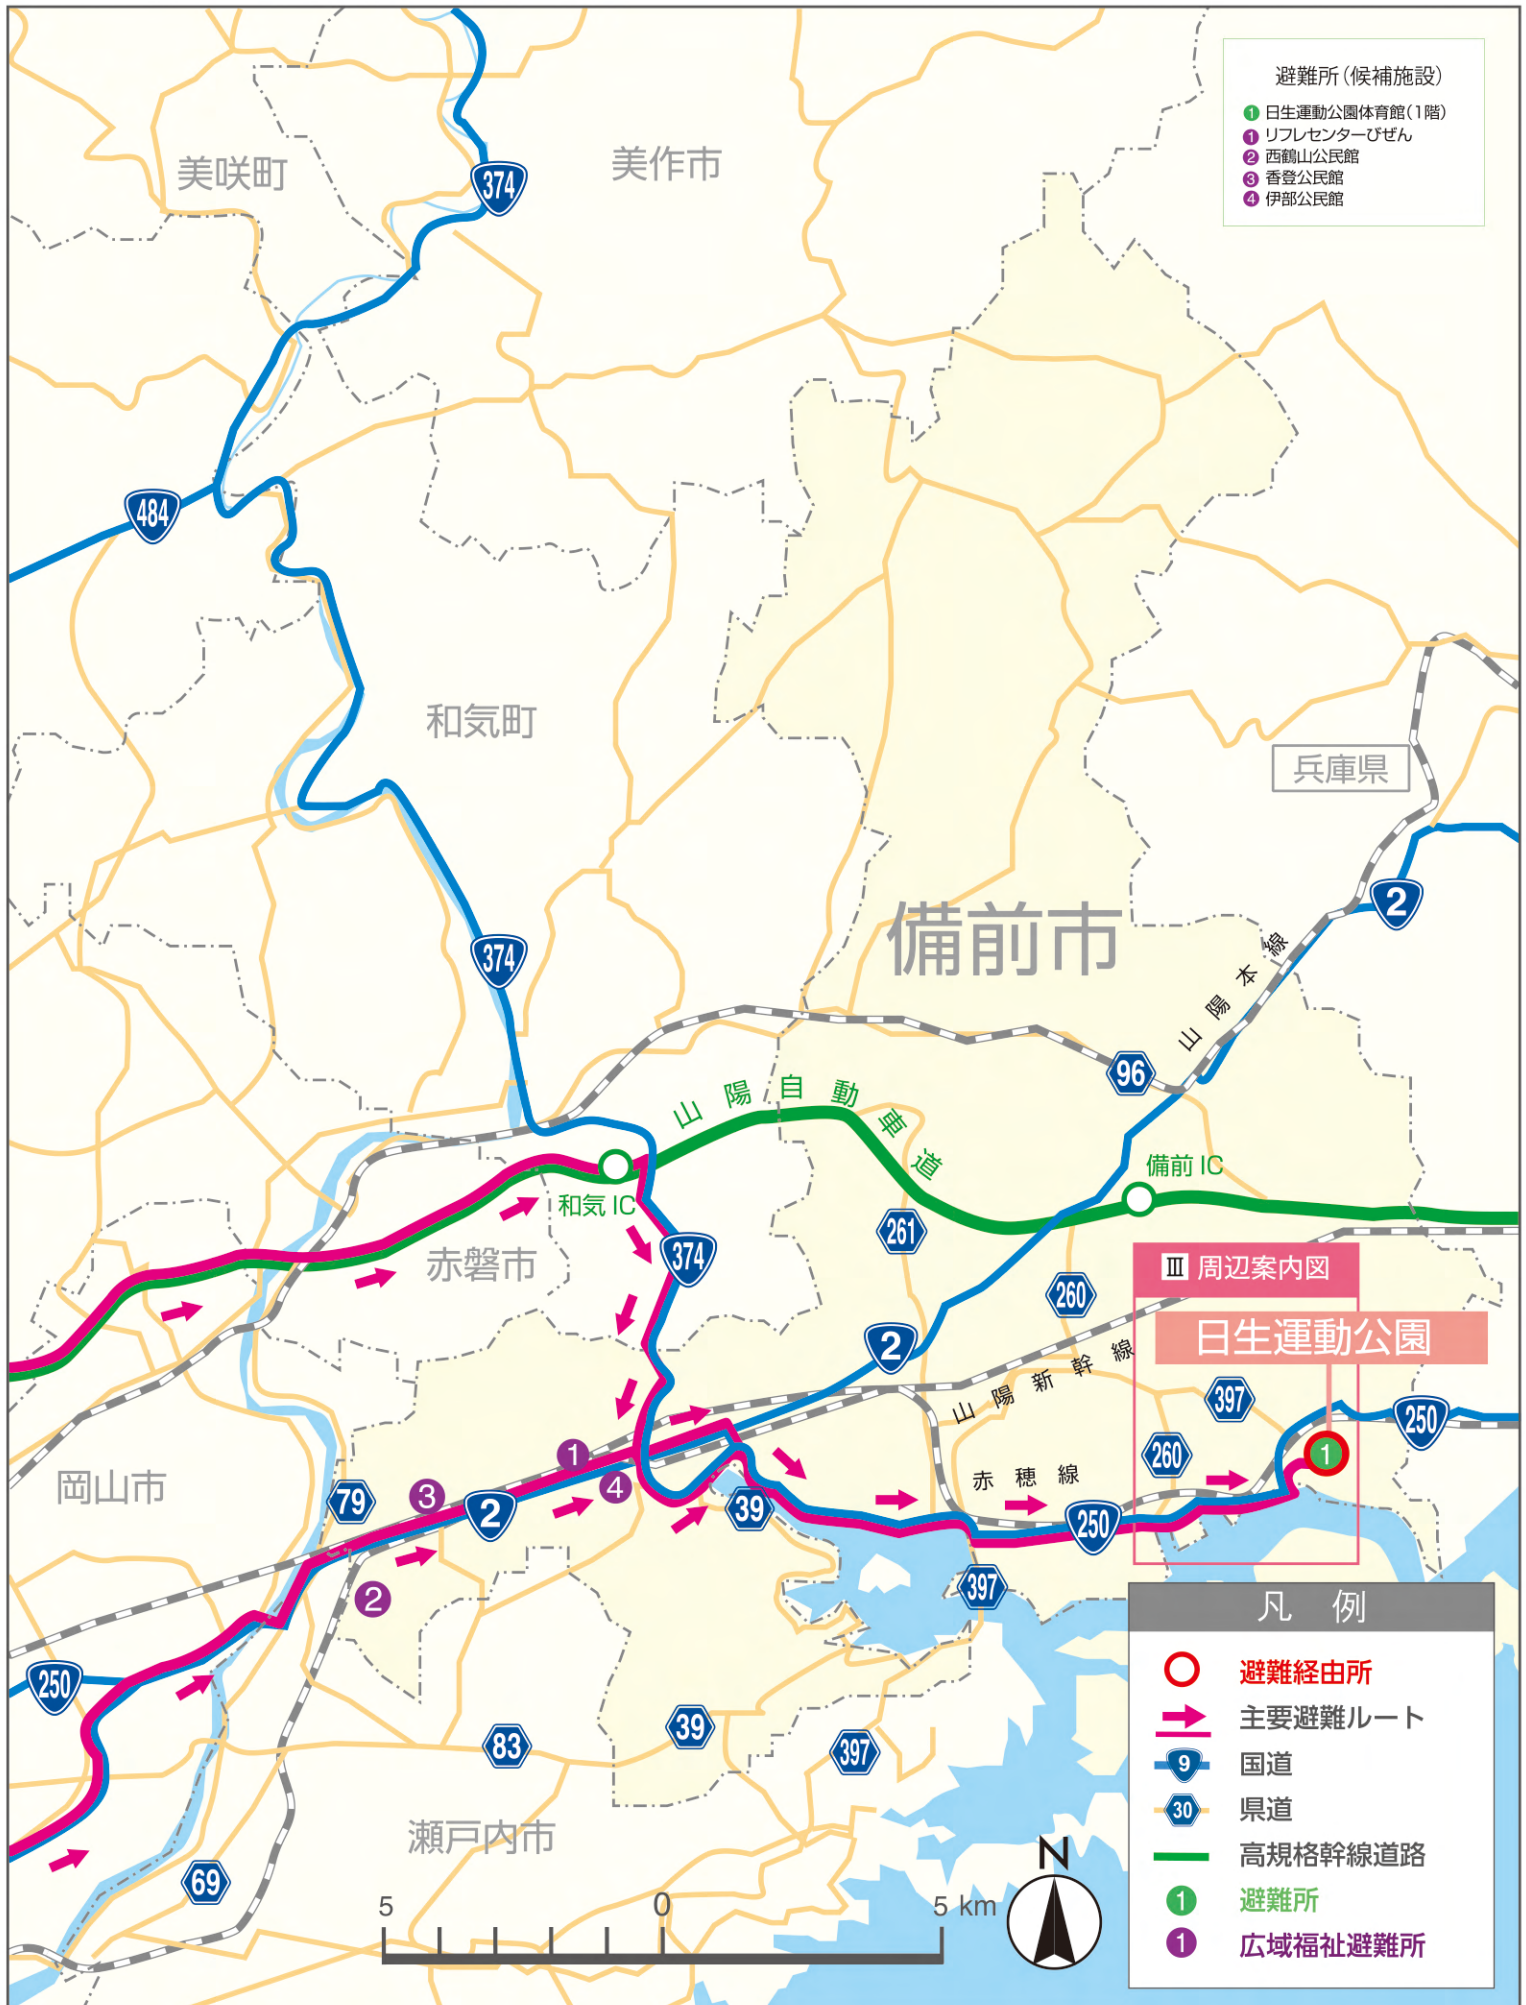 避難所(候補施設)
1 日生運動公園体育館(1階)
1 リフレセンターびぜん
2 西鶴山公民館
3 香登公民館
4 伊部公民館
美咲町
美作市
374
484
和気町
兵庫県
2
備前市
374
山陽本線
96
山陽自動車道
備前 IC
和気 IC
261
374
赤磐市
260
Ⅲ 周辺案内図
日生運動公園
2
山陽新幹線
397
250
260
1
1
赤穂線
岡山市
4
3
79
2
39
250
2
397
250
39
83
397
瀬戸内市
69
5
0
5 km
N
凡例
避難経由所
主要避難ルート
9 国道
30 県道
高規格幹線道路
1 避難所
1 広域福祉避難所